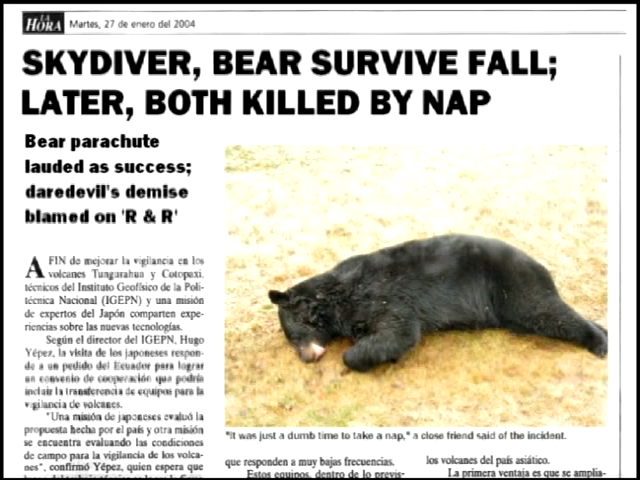 LA HORA Martes, 27 de enero del 2004
SKYDIVER, BEAR SURVIVE FALL;
LATER, BOTH KILLED BY NAP
Bear parachute
lauded as success;
daredevil's demise
blamed on 'R & R'
A FIN de mejorar la vigilancia en los
volcanes Tungurahua y Cotopaxi,
técnicos del Instituto Geofísico de la Poli-
técnica Nacional (IGEPN) y una misión
de expertos del Japón comparten expe-
riencias sobre las nuevas tecnologías.
Según el director del IGEPN, Hugo
Yépez, la visita de los japoneses respon-
de a un pedido del Ecuador para lograr
un convenio de cooperación que podría
incluir la transferencia de equipos para la
vigilancia de volcanes.
"Una misión de japoneses evaluó la
propuesta hecha por el país y otra misión
se encuentra evaluando las condiciones
de campo para la vigilancia de los volca-
nes", confirmó Yépez, quien espera que
"It was just a dumb time to take a nap," a close friend said of the incident.
que responden a muy bajas frecuencias.
Estos equipos, dentro de lo previs-
los volcanes del país asiático.
La primera ventaja es que se amplia-